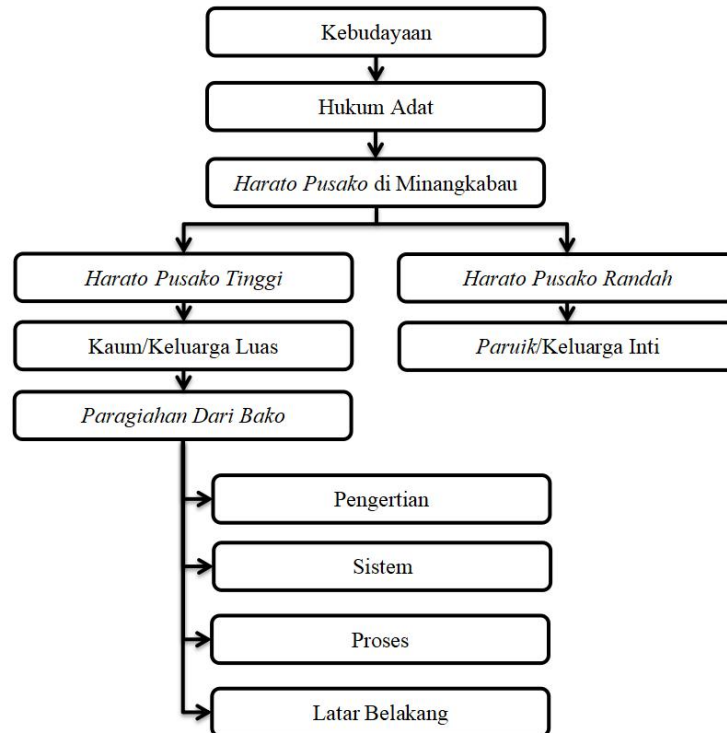 Kebudayaan
Hukum Adat
Harato Pusako di Minangkabau
Harato Pusako Tinggi
Harato Pusako Randah
Kaum/Keluarga Luas
Paruik/Keluarga Inti
Paragiahan Dari Bako
Pengertian
Sistem
Proses
Latar Belakang